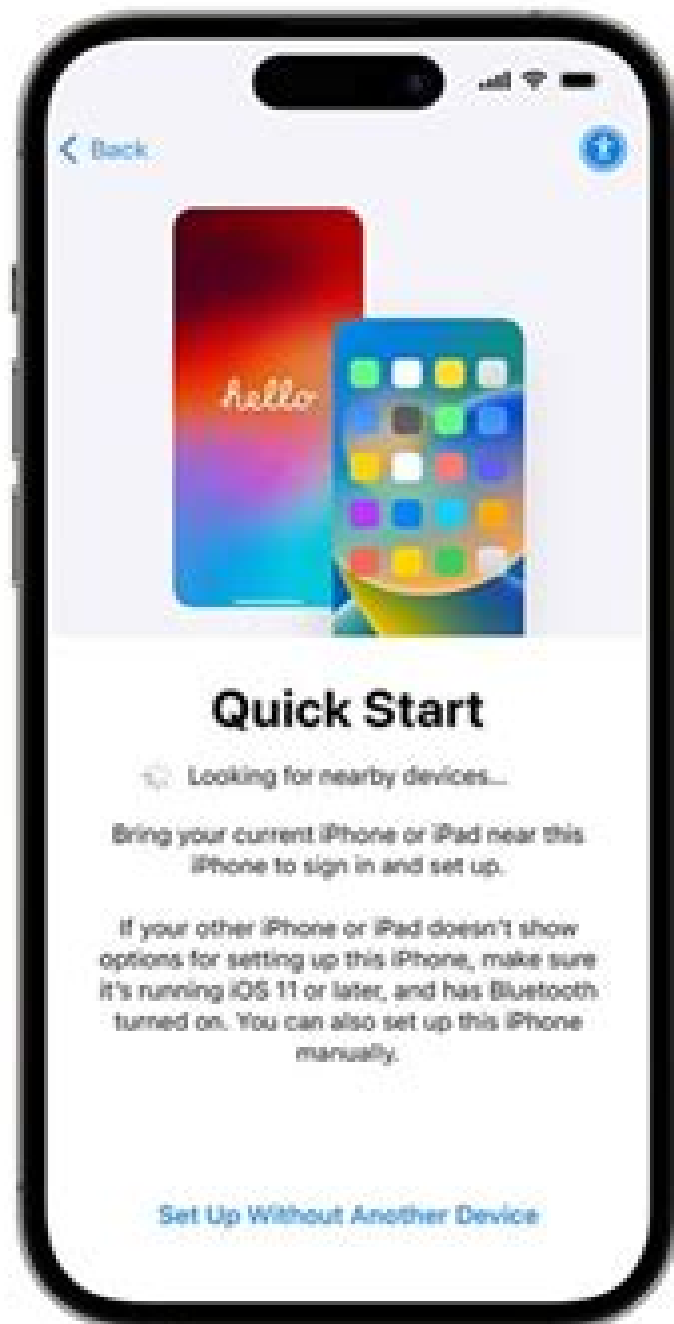 Back
hello
Quick Start
Looking for nearby devices...
Bring your current iPhone or iPad near this
iPhone to sign in and set up.
If your other iPhone or iPad doesn't show
options for setting up this iPhone, make sure
it's running iOS 11 or later, and has Bluetooth
turned on. You can also set up this iPhone
manually.
Set Up Without Another Device